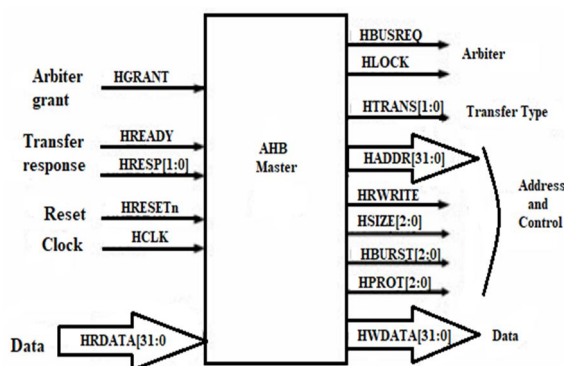 Arbiter
grant
HGRANT
Transfer
response
HREADY
HRESP[1:0]
Reset
HRESETn
Clock
HCLK
Data
HRDATA[31:0
AHB
Master
HBUSREQ
HLOCK
Arbiter
HTRANS[1:0]
Transfer Type
HADDR[31:0]
HRWRITE
HSIZE[2:0]
HBURST[2:0]
HPROT[2:0]
Address
and
Control
HWDATA[31:0]
Data